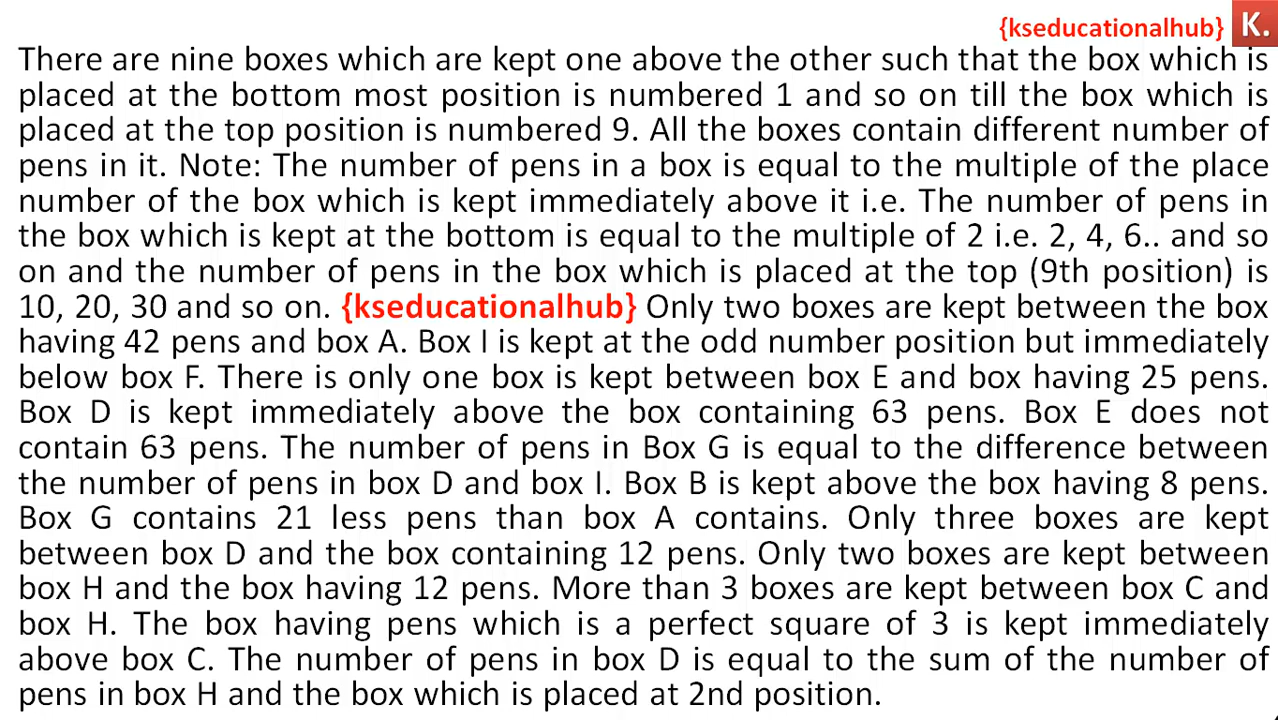 {kseducationalhub} K.
There are nine boxes which are kept one above the other such that the box which is
placed at the bottom most position is numbered 1 and so on till the box which is
placed at the top position is numbered 9. All the boxes contain different number of
pens in it. Note: The number of pens in a box is equal to the multiple of the place
number of the box which is kept immediately above it i.e. The number of pens in
the box which is kept at the bottom is equal to the multiple of 2 i.e. 2, 4, 6.. and so
on and the number of pens in the box which is placed at the top (9th position) is
10, 20, 30 and so on. {kseducationalhub} Only two boxes are kept between the box
having 42 pens and box A. Box I is kept at the odd number position but immediately
below box F. There is only one box is kept between box E and box having 25 pens.
Box D is kept immediately above the box containing 63 pens. Box E does not
contain 63 pens. The number of pens in Box G is equal to the difference between
the number of pens in box D and box I. Box B is kept above the box having 8 pens.
Box G contains 21 less pens than box A contains. Only three boxes are kept
between box D and the box containing 12 pens. Only two boxes are kept between
box H and the box having 12 pens. More than 3 boxes are kept between box C and
box H. The box having pens which is a perfect square of 3 is kept immediately
above box C. The number of pens in box D is equal to the sum of the number of
pens in box H and the box which is placed at 2nd position.